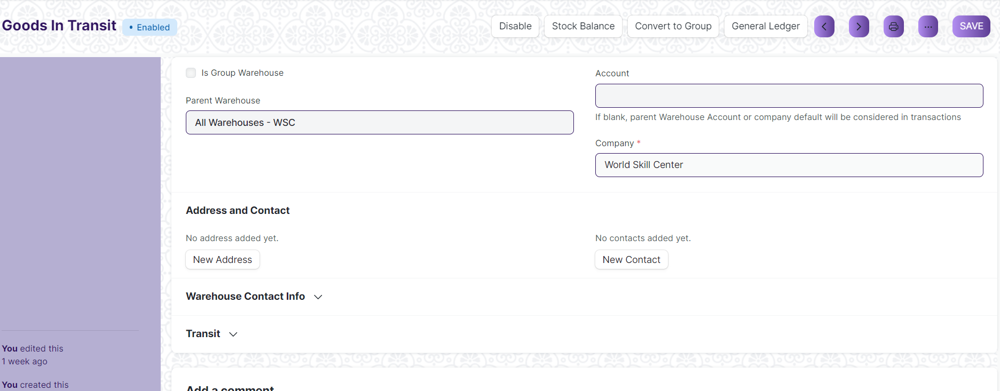 Goods In Transit
• Enabled
Disable
Stock Balance
Convert to Group
General Ledger
SAVE
Is Group Warehouse
Parent Warehouse
All Warehouses - WSC
Account
If blank, parent Warehouse Account or company default will be considered in transactions
Company *
World Skill Center
Address and Contact
No address added yet.
New Address
No contacts added yet.
New Contact
Warehouse Contact Info
Transit
You edited this
1 week ago
You created this
Add a comment